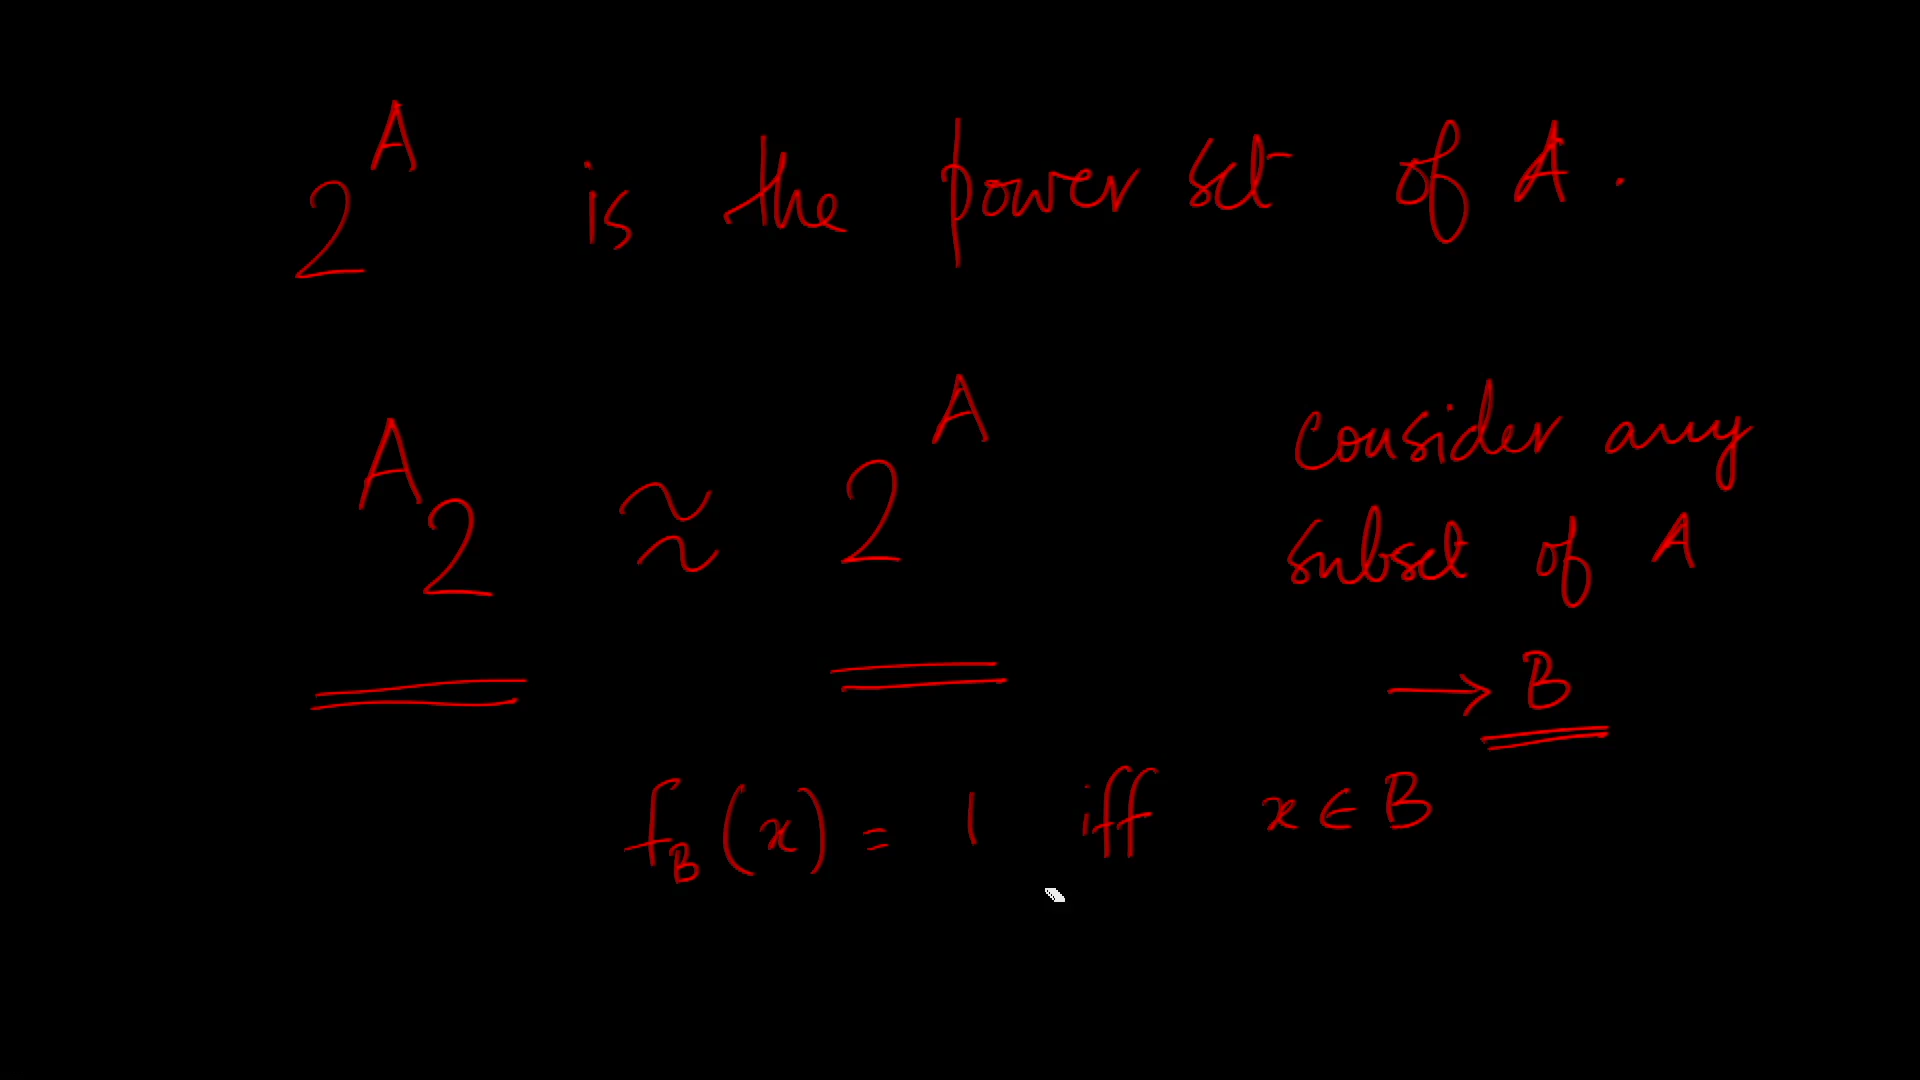 2^A is the power set of A.
ᴬ2 ≈ 2^A
consider any
subset of A
→ B
f_B(x) = 1 iff x ∈ B